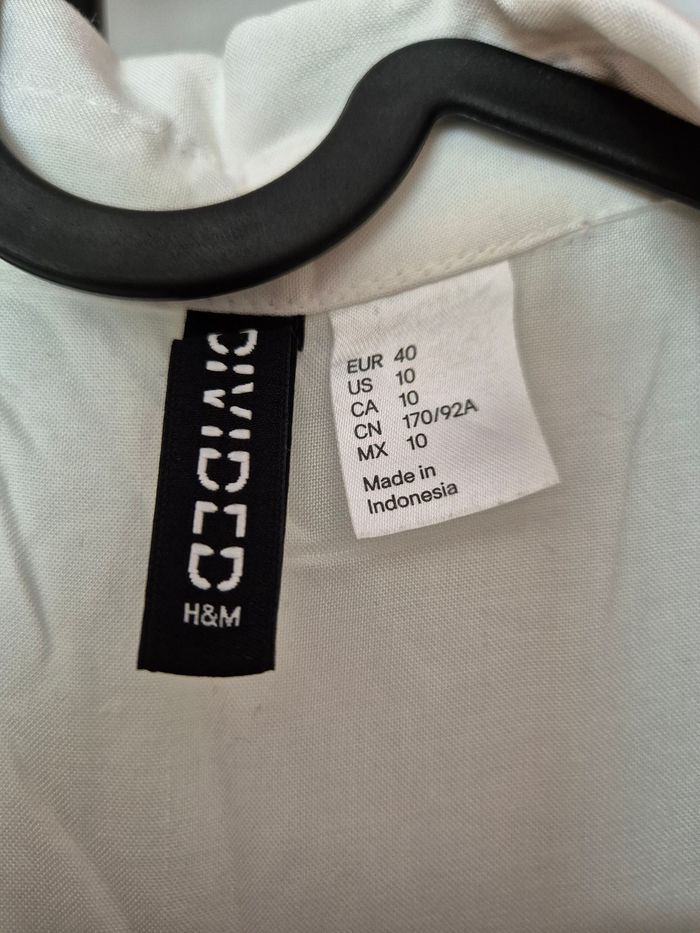 DIVIDED
H&M
EUR 40
US 10
CA 10
CN 170/92A
MX 10
Made in
Indonesia